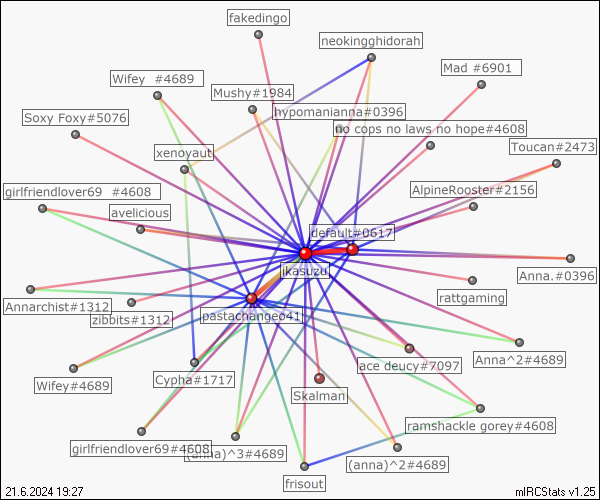 fakedingo
neokingghidorah
Mad #6901
Wifey #4689
Mushy#1984
hypomanianna#0396
Soxy Foxy#5076
no cops no laws no hope#4608
Toucan#2473
xenoyaut
girlfriendlover69 #4608
AlpineRooster#2156
avelicious
default#0617
ikasuzu
Anna.#0396
rattgaming
Annarchist#1312
zibbits#1312
pastachangeo41
Anna^2#4689
ace deucy#7097
Wifey#4689
Cypha#1717
Skalman
ramshackle gorey#4608
girlfriendlover69#4608
(anna)^3#4689
(anna)^2#4689
frisout
21.6.2024 19:27
mIRCStats v1.25